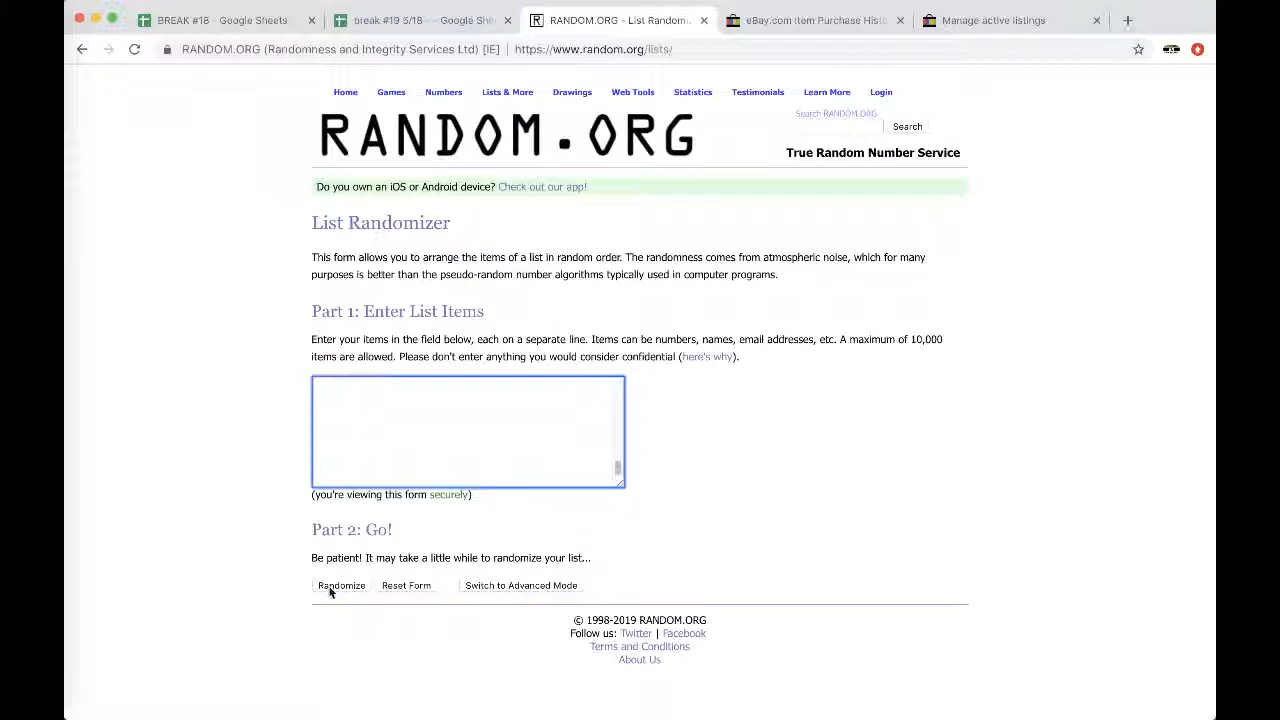 BREAK #18 - Google Sheets
break #19 5/18 - - Google She
RANDOM.ORG - List Randomi
eBay.com Item Purchase Histo
Manage active listings
RANDOM.ORG (Randomness and Integrity Services Ltd) [IE] | https://www.random.org/lists/
Home Games Numbers Lists & More Drawings Web Tools Statistics Testimonials Learn More Login
Search RANDOM.ORG
Search
RANDOM.ORG
True Random Number Service
Do you own an iOS or Android device? Check out our app!
List Randomizer
This form allows you to arrange the items of a list in random order. The randomness comes from atmospheric noise, which for many
purposes is better than the pseudo-random number algorithms typically used in computer programs.
Part 1: Enter List Items
Enter your items in the field below, each on a separate line. Items can be numbers, names, email addresses, etc. A maximum of 10,000
items are allowed. Please don't enter anything you would consider confidential (here's why).
(you're viewing this form securely)
Part 2: Go!
Be patient! It may take a little while to randomize your list...
Randomize Reset Form Switch to Advanced Mode
© 1998-2019 RANDOM.ORG
Follow us: Twitter | Facebook
Terms and Conditions
About Us